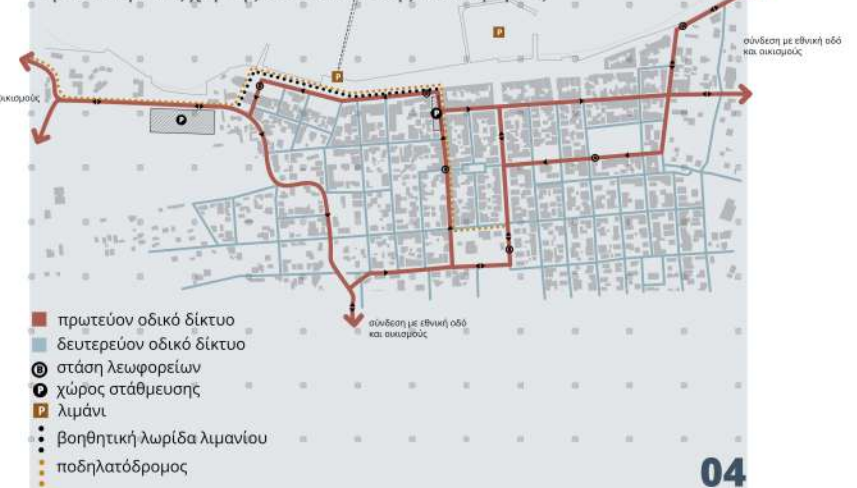 σύνδεση με εθνική οδό
και οικισμούς
οικισμούς
P
P
P
P
B
B
B
B
σύνδεση με εθνική οδό
και οικισμούς
πρωτεύον οδικό δίκτυο
δευτερεύον οδικό δίκτυο
B στάση λεωφορείων
P χώρος στάθμευσης
P λιμάνι
βοηθητική λωρίδα λιμανίου
ποδηλατόδρομος
04